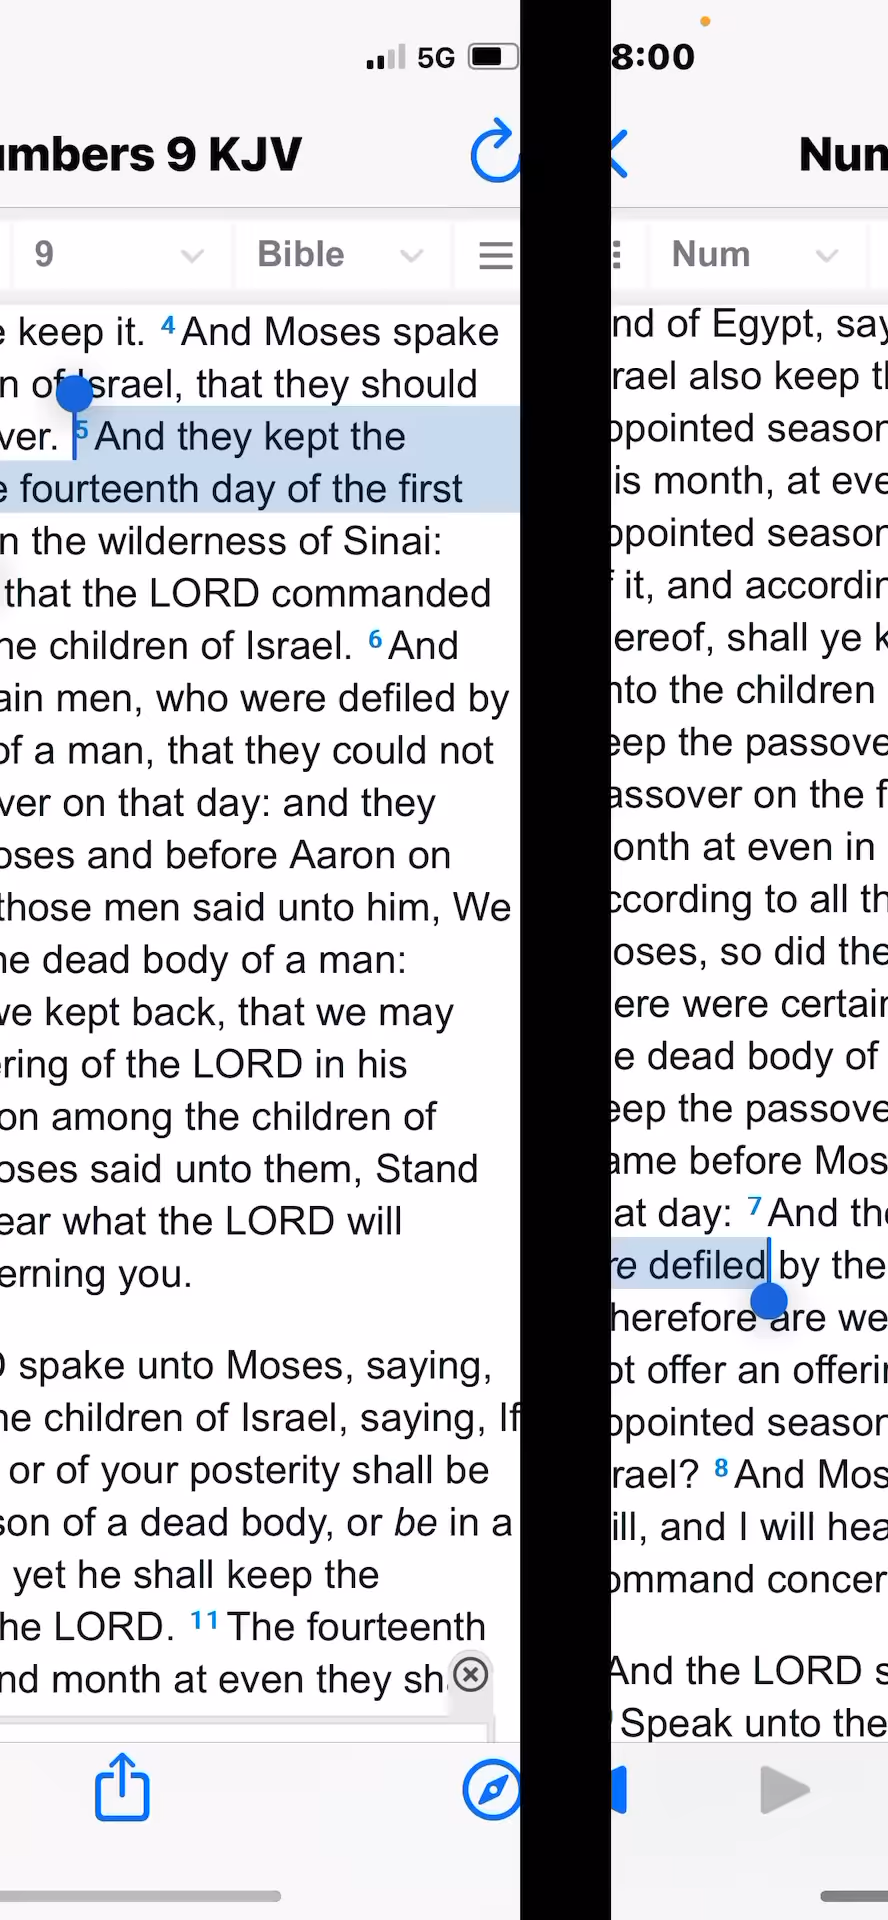 5G
umbers 9 KJV
9
Bible
keep it. 4 And Moses spake
n of Israel, that they should
ver. 5 And they kept the
fourteenth day of the first
n the wilderness of Sinai:
that the LORD commanded
he children of Israel. 6 And
ain men, who were defiled by
of a man, that they could not
ver on that day: and they
oses and before Aaron on
those men said unto him, We
he dead body of a man:
ve kept back, that we may
ering of the LORD in his
on among the children of
oses said unto them, Stand
ear what the LORD will
erning you.
spake unto Moses, saying,
he children of Israel, saying, If
or of your posterity shall be
son of a dead body, or be in a
yet he shall keep the
he LORD. 11 The fourteenth
nd month at even they sh
8:00
Num
Num
nd of Egypt, say
rael also keep t
ppointed season
is month, at eve
ppointed season
it, and accordin
ereof, shall ye k
nto the children
eep the passove
assover on the f
onth at even in
ccording to all th
oses, so did the
ere were certain
e dead body of
eep the passove
ame before Mos
at day: 7 And the
re defiled by the
herefore are we
ot offer an offerin
ppointed season
rael? 8 And Mos
ill, and I will hea
ommand concer
And the LORD s
Speak unto the